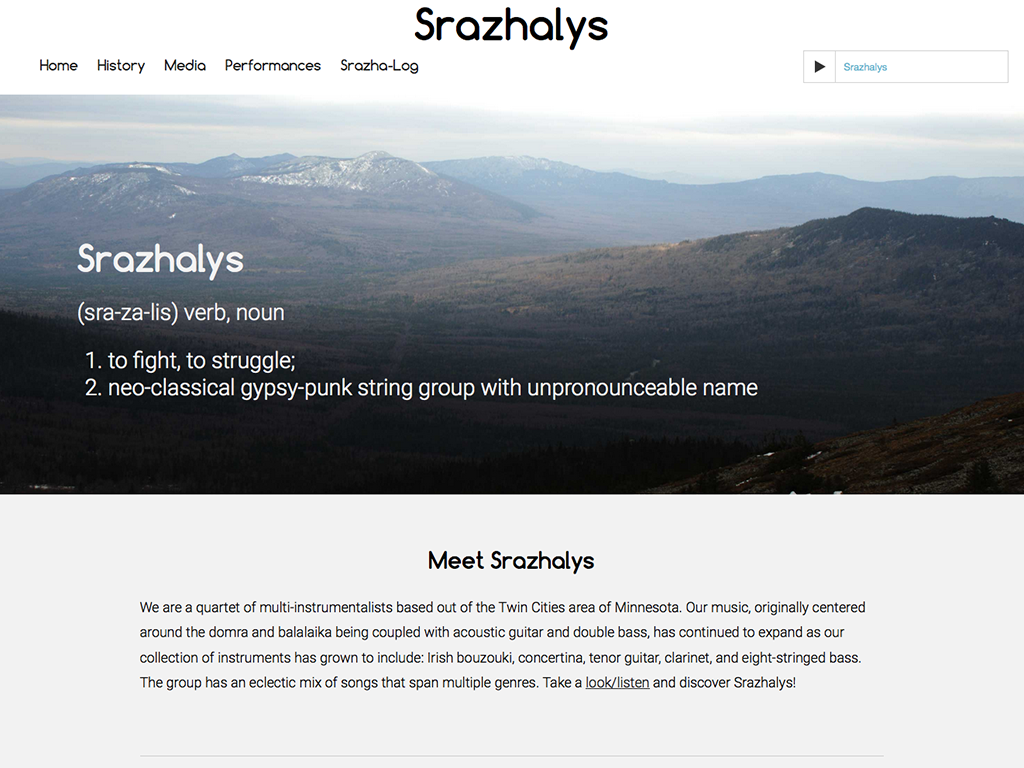 Srazhalys
Home History Media Performances Srazha-Log
Srazhalys
Srazhalys
(sra-za-lis) verb, noun
1. to fight, to struggle;
2. neo-classical gypsy-punk string group with unpronounceable name
Meet Srazhalys
We are a quartet of multi-instrumentalists based out of the Twin Cities area of Minnesota. Our music, originally centered
around the domra and balalaika being coupled with acoustic guitar and double bass, has continued to expand as our
collection of instruments has grown to include: Irish bouzouki, concertina, tenor guitar, clarinet, and eight-stringed bass.
The group has an eclectic mix of songs that span multiple genres. Take a look/listen and discover Srazhalys!